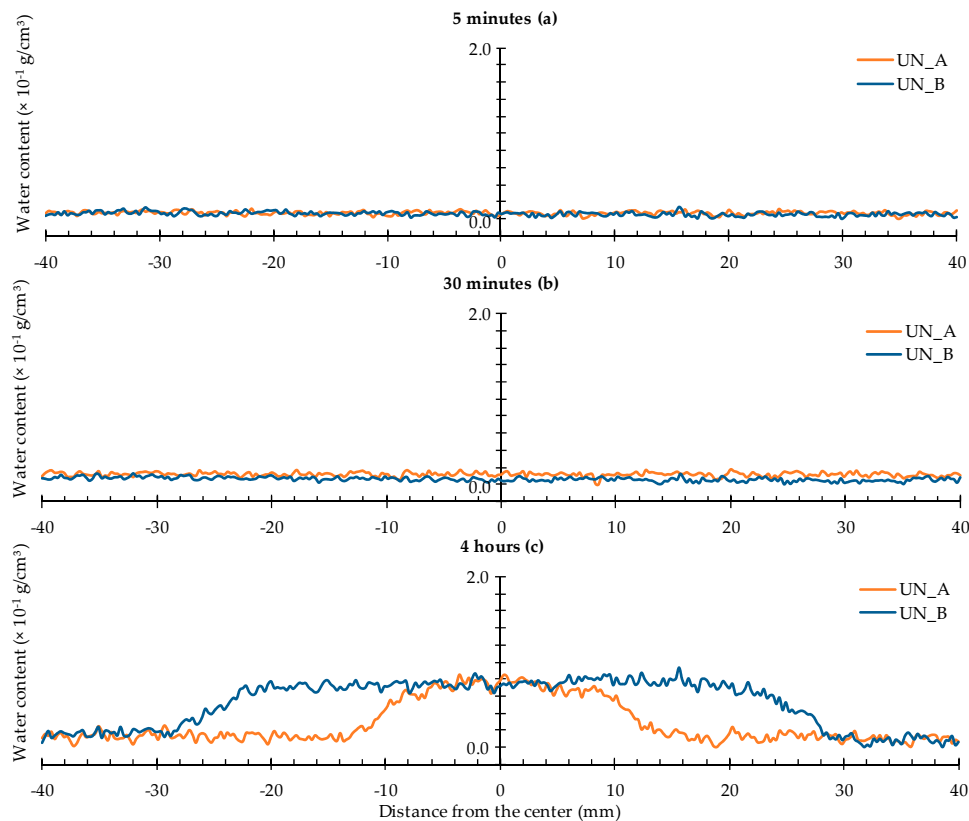 5 minutes (a)
Water content (× 10⁻¹ g/cm³)
2.0
0.0
UN_A
UN_B
-40 -30 -20 -10 0 10 20 30 40
30 minutes (b)
Water content (× 10⁻¹ g/cm³)
2.0
0.0
UN_A
UN_B
-40 -30 -20 -10 0 10 20 30 40
4 hours (c)
Water content (× 10⁻¹ g/cm³)
2.0
0.0
UN_A
UN_B
-40 -30 -20 -10 0 10 20 30 40
Distance from the center (mm)